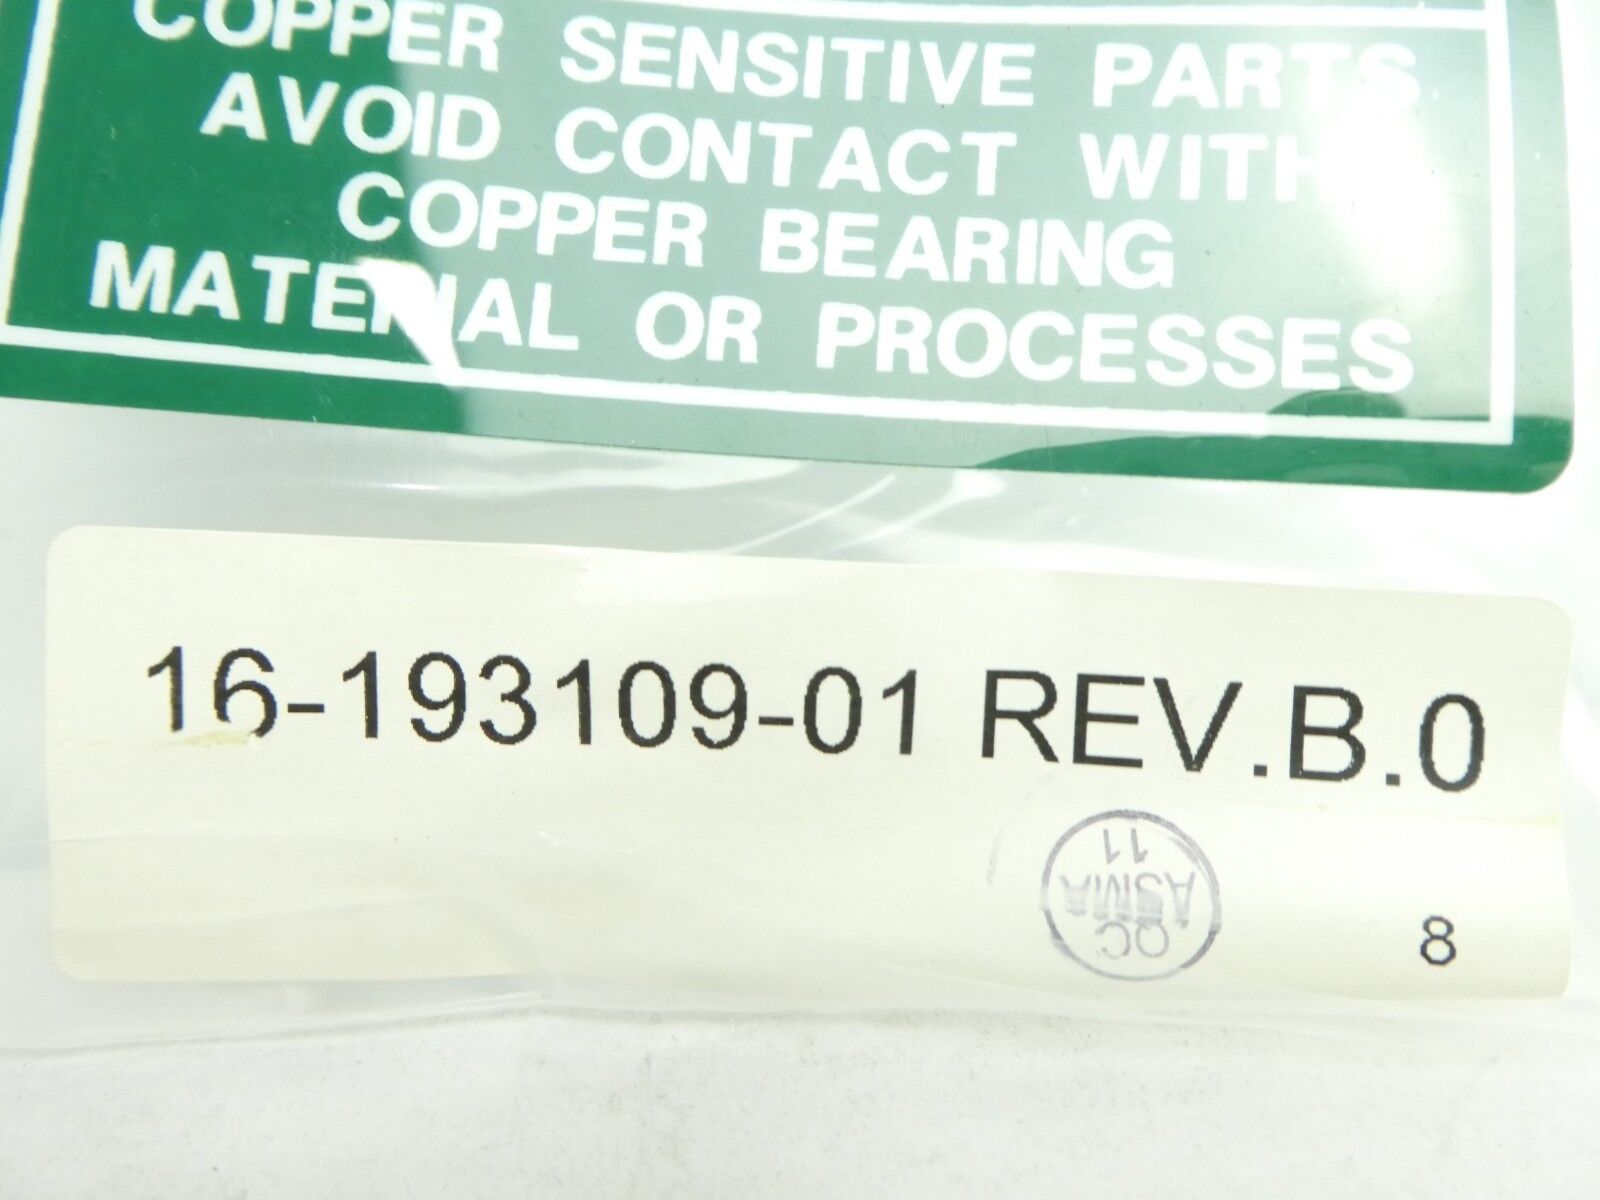 COPPER SENSITIVE PARTS
AVOID CONTACT WITH
COPPER BEARING
MATERIAL OR PROCESSES
16-193109-01 REV.B.0
QC
ASMA
11
8